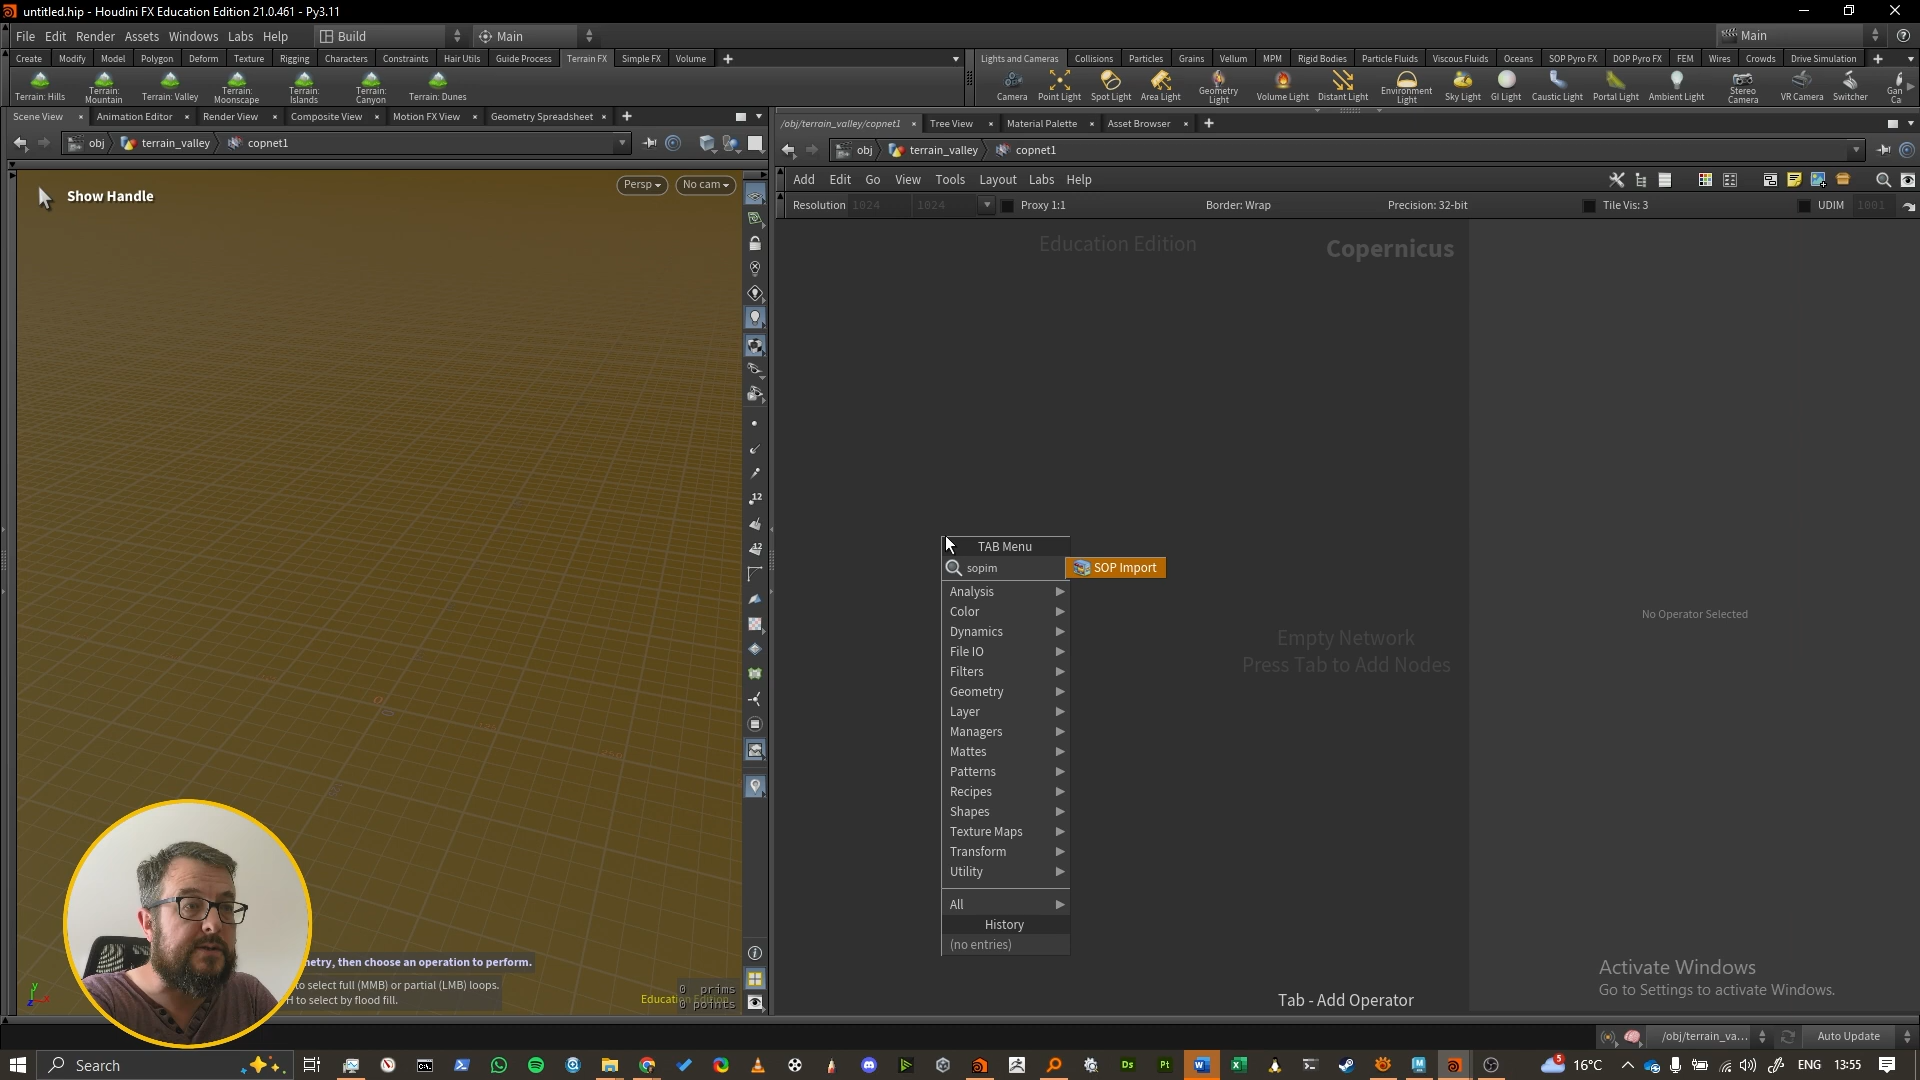 untitled.hip - Houdini FX Education Edition 21.0.461 - Py3.11
File Edit Render Assets Windows Labs Help Build Main Main
Create Modify Model Polygon Deform Texture Rigging Characters Constraints Hair Utils Guide Process Terrain FX Simple FX Volume
Lights and Cameras Collisions Particles Grains Vellum MPM Rigid Bodies Particle Fluids Viscous Fluids Oceans SOP Pyro FX DOP Pyro FX FEM Wires Crowds Drive Simulation
Terrain: Hills Terrain: Mountain Terrain: Valley Terrain: Moonscape Terrain: Islands Terrain: Canyon Terrain: Dunes
Camera Point Light Spot Light Area Light Geometry Light Volume Light Distant Light Environment Light Sky Light GI Light Caustic Light Portal Light Ambient Light Stereo Camera VR Camera Switcher Gan Ca
Scene View Animation Editor Render View Composite View Motion FX View Geometry Spreadsheet
/obj/terrain_valley/copnet1 Tree View Material Palette Asset Browser
obj terrain_valley copnet1
obj terrain_valley copnet1
Add Edit Go View Tools Layout Labs Help
Resolution 1024 1024 Proxy 1:1 Border: Wrap Precision: 32-bit Tile Vis: 3 UDIM 1001
Show Handle
Persp No cam
Education Edition
Copernicus
TAB Menu
sopim
SOP Import
Analysis
Color
Dynamics
File IO
Filters
Geometry
Layer
Managers
Mattes
Patterns
Recipes
Shapes
Texture Maps
Transform
Utility
All
History
(no entries)
Empty Network
Press Tab to Add Nodes
No Operator Selected
12
12
metry, then choose an operation to perform.
to select full (MMB) or partial (LMB) loops.
H to select by flood fill.
Education Edition
0 prims
0 points
Tab - Add Operator
Activate Windows
Go to Settings to activate Windows.
/obj/terrain_va... Auto Update
Search
5 16°C ENG 13:55